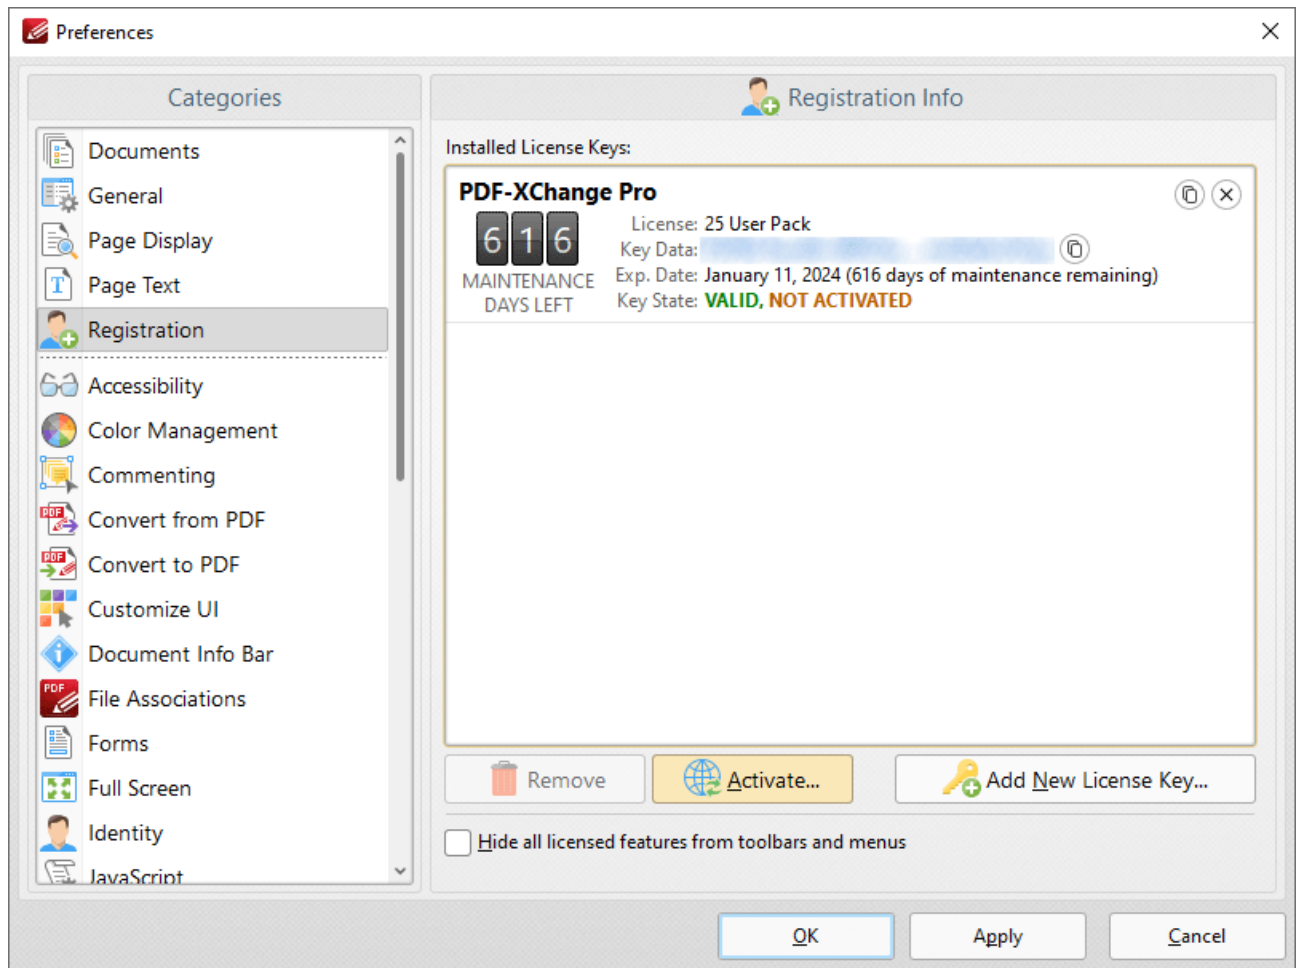 Preferences
Categories
Documents
General
Page Display
Page Text
Registration
Accessibility
Color Management
Commenting
Convert from PDF
Convert to PDF
Customize UI
Document Info Bar
File Associations
Forms
Full Screen
Identity
JavaScript
Registration Info
Installed License Keys:
PDF-XChange Pro
616
MAINTENANCE
DAYS LEFT
License: 25 User Pack
Key Data:
Exp. Date: January 11, 2024 (616 days of maintenance remaining)
Key State: VALID, NOT ACTIVATED
Remove
Activate...
Add New License Key...
Hide all licensed features from toolbars and menus
OK
Apply
Cancel